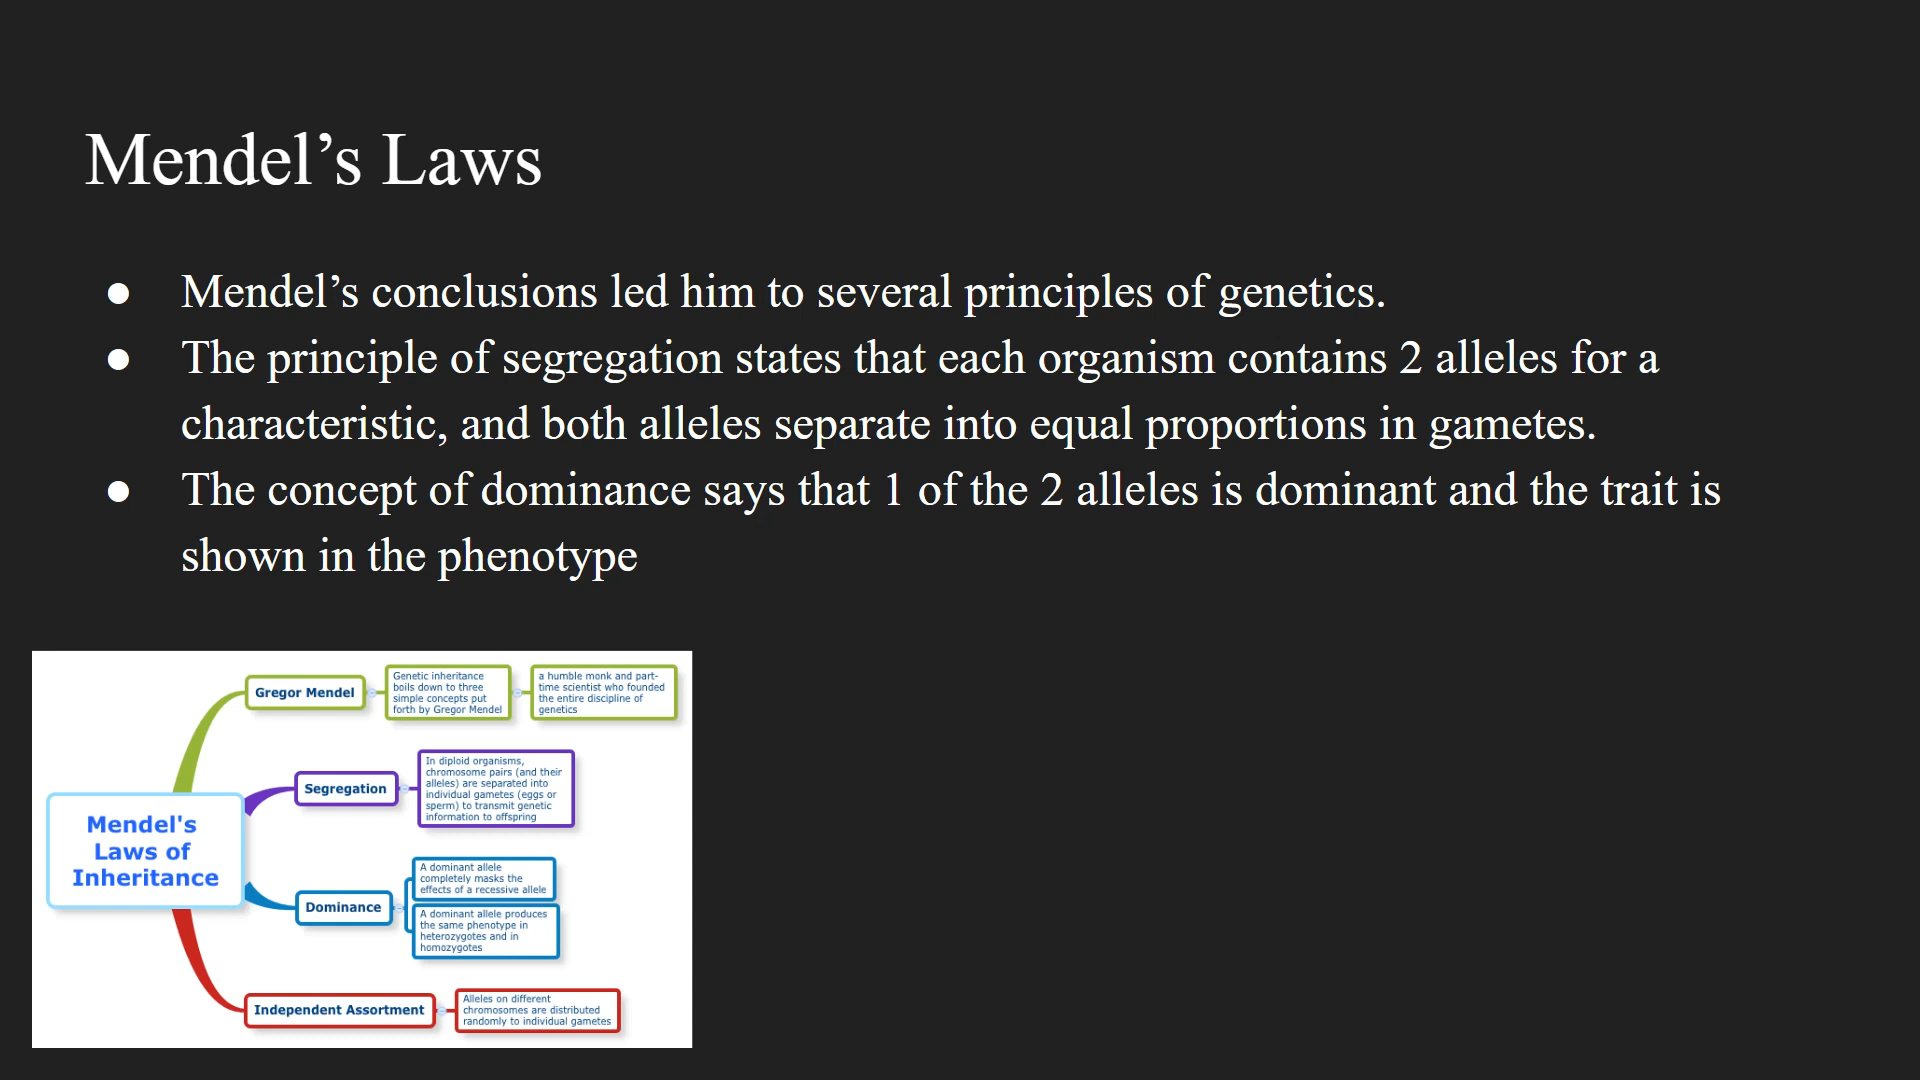 Mendel’s Laws
● Mendel’s conclusions led him to several principles of genetics.
● The principle of segregation states that each organism contains 2 alleles for a
characteristic, and both alleles separate into equal proportions in gametes.
● The concept of dominance says that 1 of the 2 alleles is dominant and the trait is
shown in the phenotype
Mendel's
Laws of
Inheritance
Gregor Mendel
Genetic inheritance
boils down to three
simple concepts put
forth by Gregor Mendel
a humble monk and part-
time scientist who founded
the entire discipline of
genetics
Segregation
In diploid organisms,
chromosome pairs (and their
alleles) are separated into
individual gametes (eggs or
sperm) to transmit genetic
information to offspring
Dominance
A dominant allele
completely masks the
effects of a recessive allele
A dominant allele produces
the same phenotype in
heterozygotes and in
homozygotes
Independent Assortment
Alleles on different
chromosomes are distributed
randomly to individual gametes